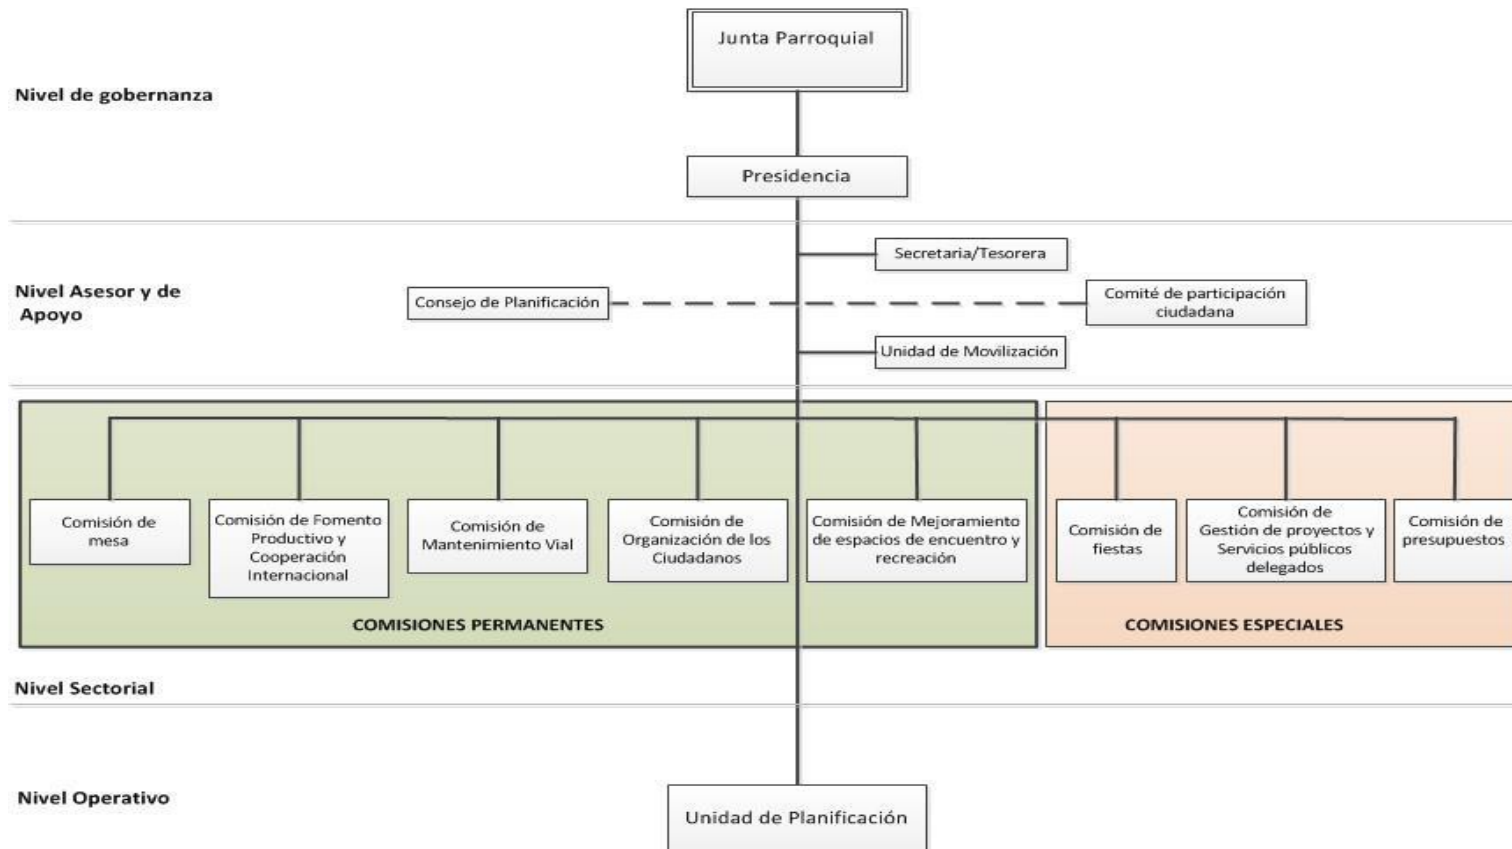 Junta Parroquial
Nivel de gobernanza
Presidencia
Secretaria/Tesorera
Nivel Asesor y de
Apoyo
Consejo de Planificación
Comité de participación
ciudadana
Unidad de Movilización
Comisión de
mesa
Comisión de Fomento
Productivo y
Cooperación
Internacional
Comisión de
Mantenimiento Vial
Comisión de
Organización de los
Ciudadanos
Comisión de Mejoramiento
de espacios de encuentro y
recreación
Comisión de
fiestas
Comisión de
Gestión de proyectos y
Servicios públicos
delegados
Comisión de
presupuestos
COMISIONES PERMANENTES
COMISIONES ESPECIALES
Nivel Sectorial
Nivel Operativo
Unidad de Planificación